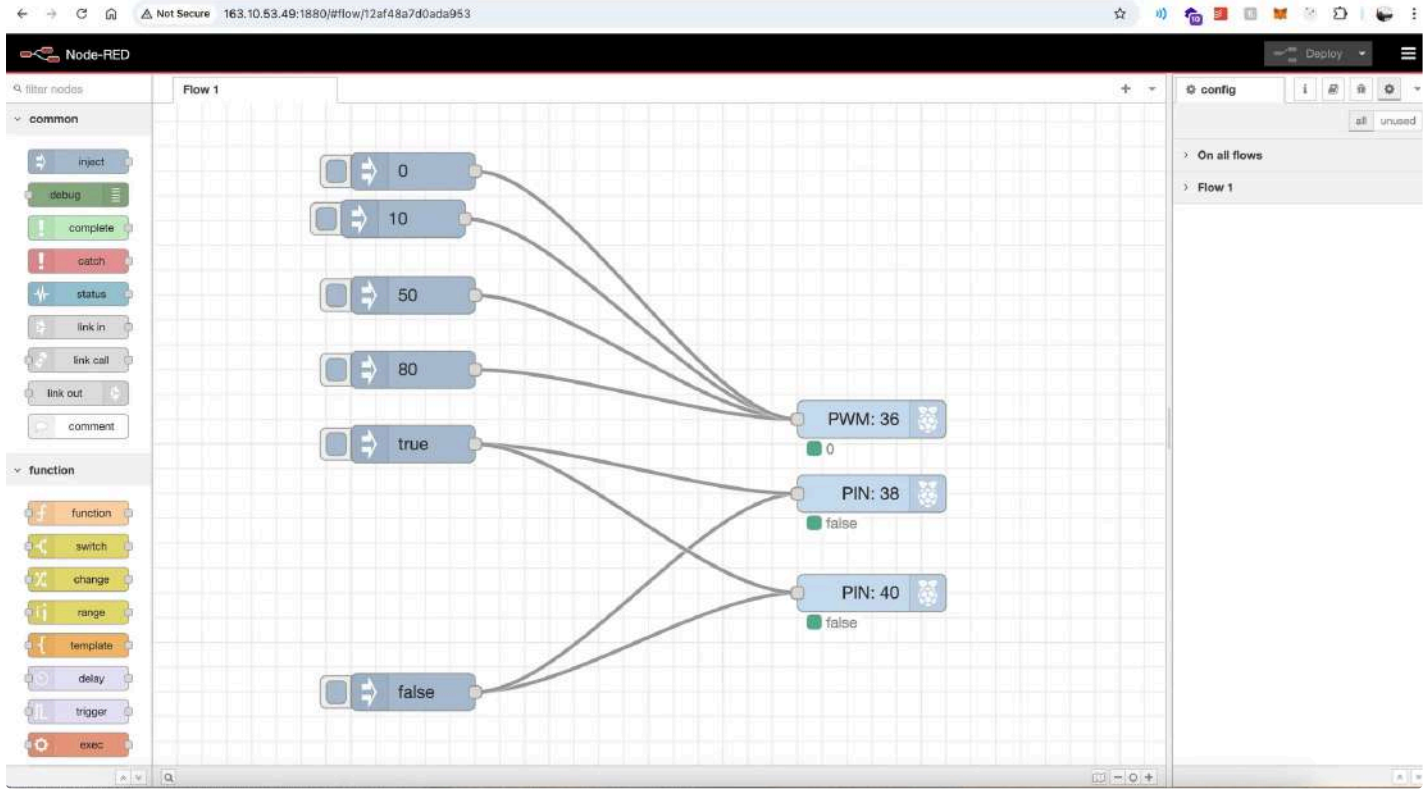 Not Secure 163.10.53.49:1880/#flow/12af48a7d0ada953
10
Node-RED
Deploy
filter nodes
Flow 1
config
all unused
common
inject
debug
complete
catch
status
link in
link call
link out
comment
function
function
switch
change
range
template
delay
trigger
exec
0
10
50
80
true
false
PWM: 36
0
PIN: 38
false
PIN: 40
false
On all flows
Flow 1